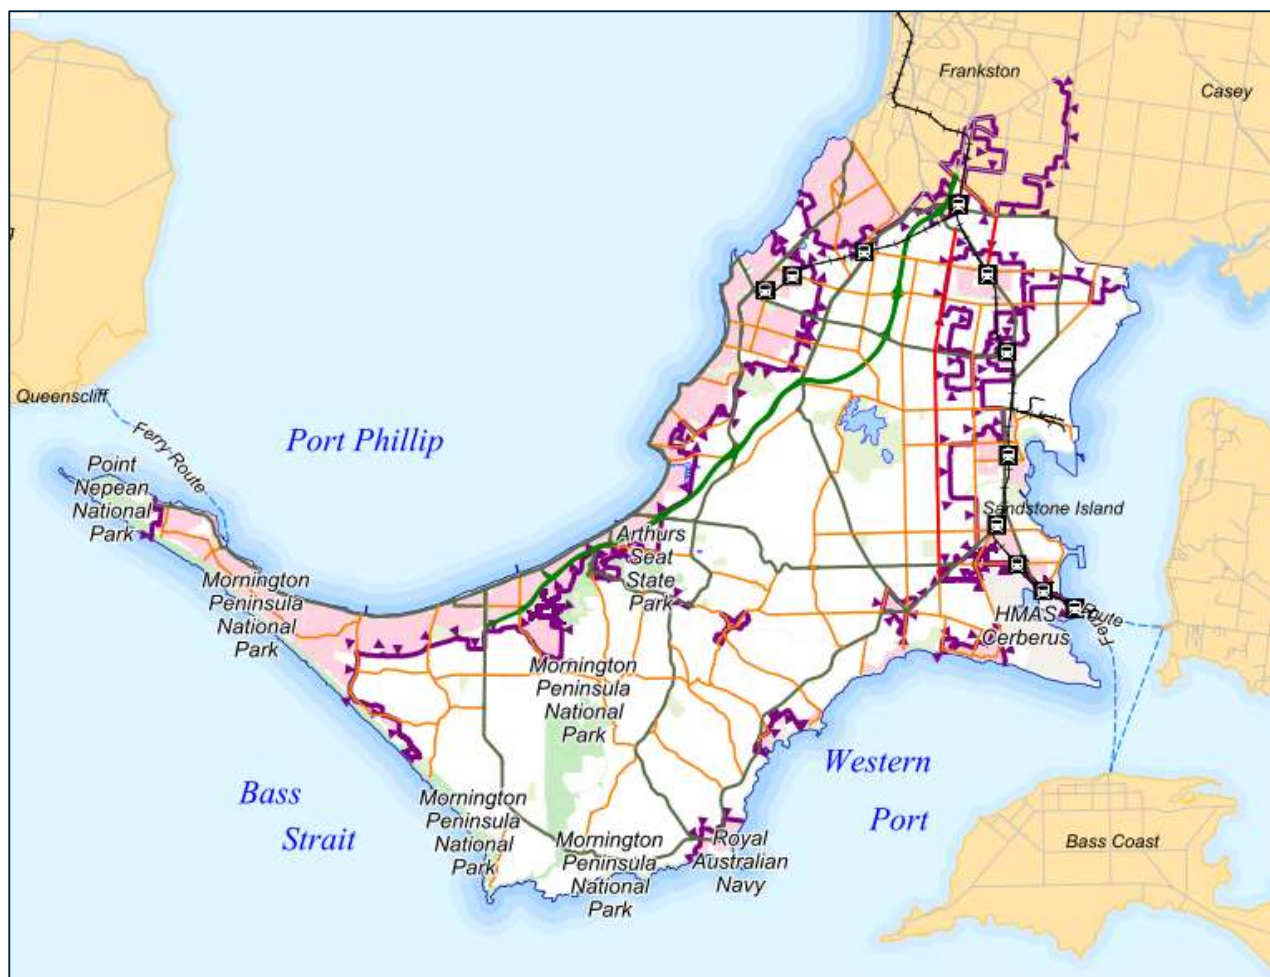 Frankston
Casey
g
Queenscliff
Ferry Route
Port Phillip
Point
Nepean
National
Park
Sandstone Island
Arthurs
Seat
State
Park
Mornington
Peninsula
National
Park
HMAS
Cerberus
Ferry
Route
Mornington
Peninsula
National
Park
Western
Port
Bass
Strait
Mornington
Peninsula
National
Park
Mornington
Peninsula
National
Park
Royal
Australian
Navy
Bass Coast